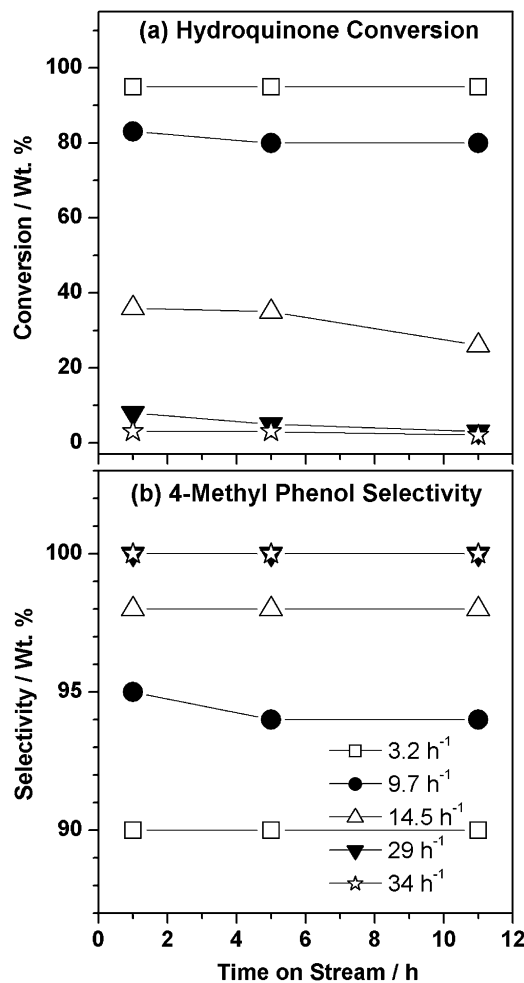 (a) Hydroquinone Conversion
100
80
60
40
20
0
Conversion / Wt. %
(b) 4-Methyl Phenol Selectivity
100
95
90
Selectivity / Wt. %
3.2 h⁻¹
9.7 h⁻¹
14.5 h⁻¹
29 h⁻¹
34 h⁻¹
0 2 4 6 8 10 12
Time on Stream / h